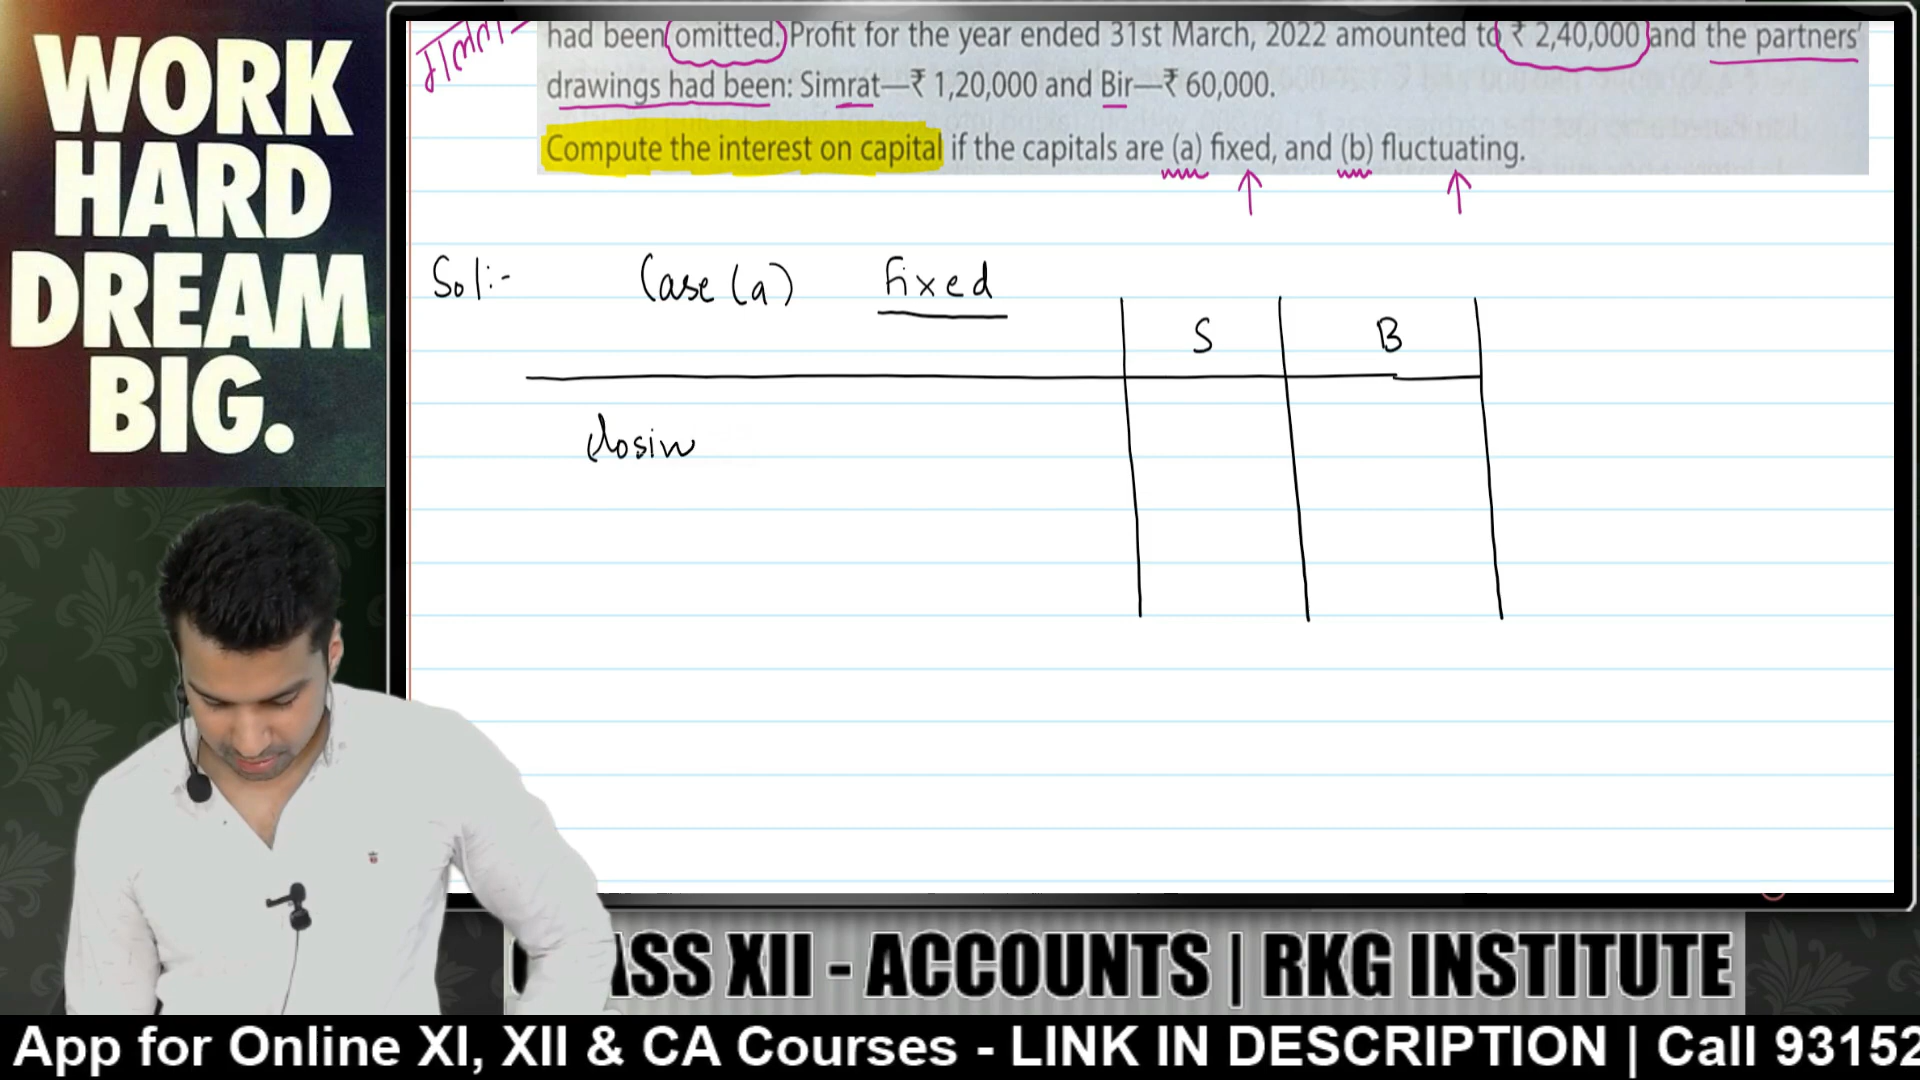 WORK
HARD
DREAM
BIG.
had been omitted. Profit for the year ended 31st March, 2022 amounted to ₹ 2,40,000 and the partners'
drawings had been: Simrat—₹ 1,20,000 and Bir—₹ 60,000.
Compute the interest on capital if the capitals are (a) fixed, and (b) fluctuating.
Sol:- Case (a) Fixed
S B
closin
ASS XII - ACCOUNTS | RKG INSTITUTE
App for Online XI, XII & CA Courses - LINK IN DESCRIPTION | Call 93152